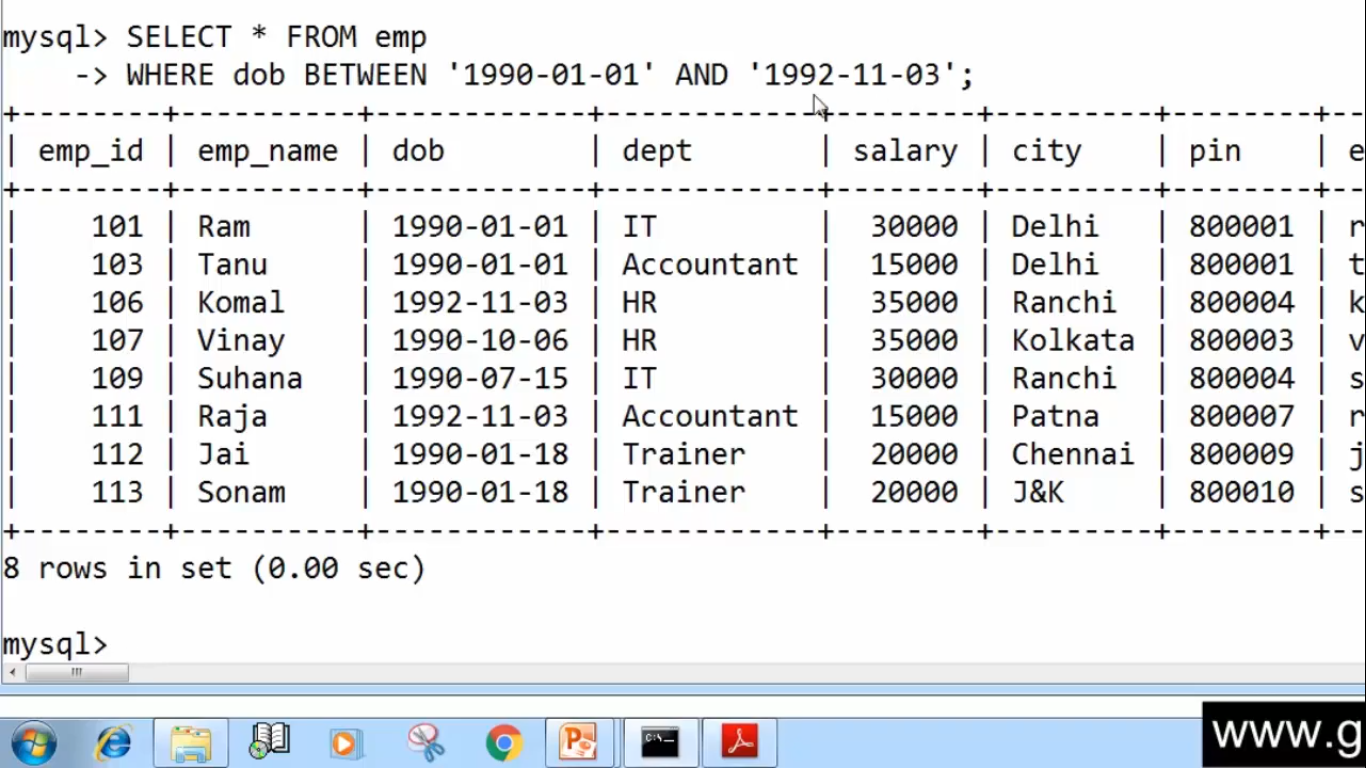 mysql> SELECT * FROM emp
    -> WHERE dob BETWEEN '1990-01-01' AND '1992-11-03';
+--------+----------+------------+------------+--------+---------+--------+--
| emp_id | emp_name | dob        | dept       | salary | city    | pin    | e
+--------+----------+------------+------------+--------+---------+--------+--
|    101 | Ram      | 1990-01-01 | IT         |  30000 | Delhi   | 800001 | r
|    103 | Tanu     | 1990-01-01 | Accountant |  15000 | Delhi   | 800001 | t
|    106 | Komal    | 1992-11-03 | HR         |  35000 | Ranchi  | 800004 | k
|    107 | Vinay    | 1990-10-06 | HR         |  35000 | Kolkata | 800003 | v
|    109 | Suhana   | 1990-07-15 | IT         |  30000 | Ranchi  | 800004 | s
|    111 | Raja     | 1992-11-03 | Accountant |  15000 | Patna   | 800007 | r
|    112 | Jai      | 1990-01-18 | Trainer    |  20000 | Chennai | 800009 | j
|    113 | Sonam    | 1990-01-18 | Trainer    |  20000 | J&K     | 800010 | s
+--------+----------+------------+------------+--------+---------+--------+--
8 rows in set (0.00 sec)
mysql>
C:\_
www.g